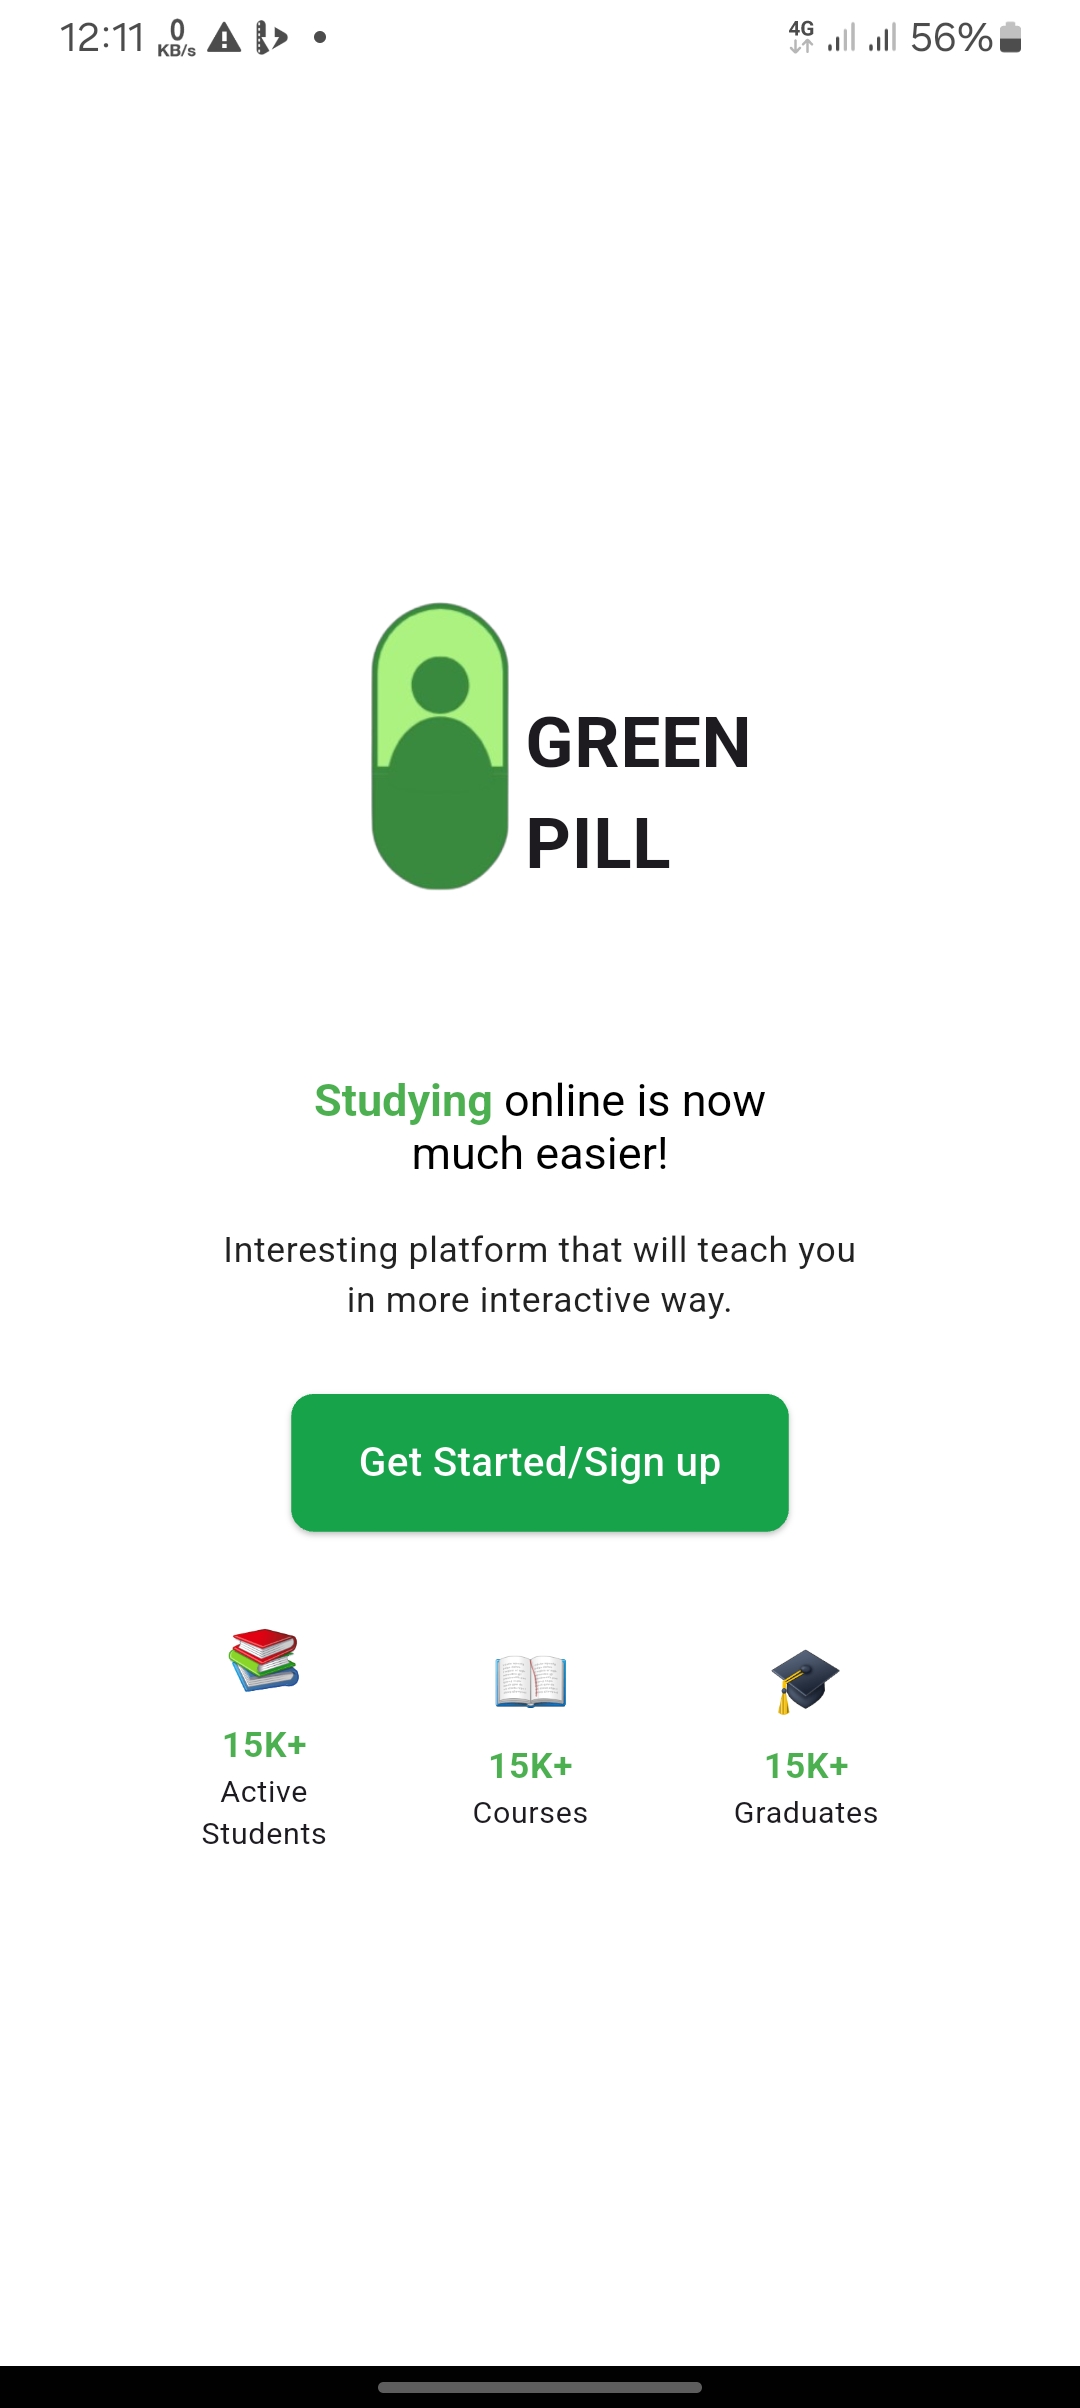 12:11 0 KB/s 4G 56%
GREEN
PILL
Studying online is now
much easier!
Interesting platform that will teach you
in more interactive way.
Get Started/Sign up
15K+ 15K+ 15K+
Active Courses Graduates
Students